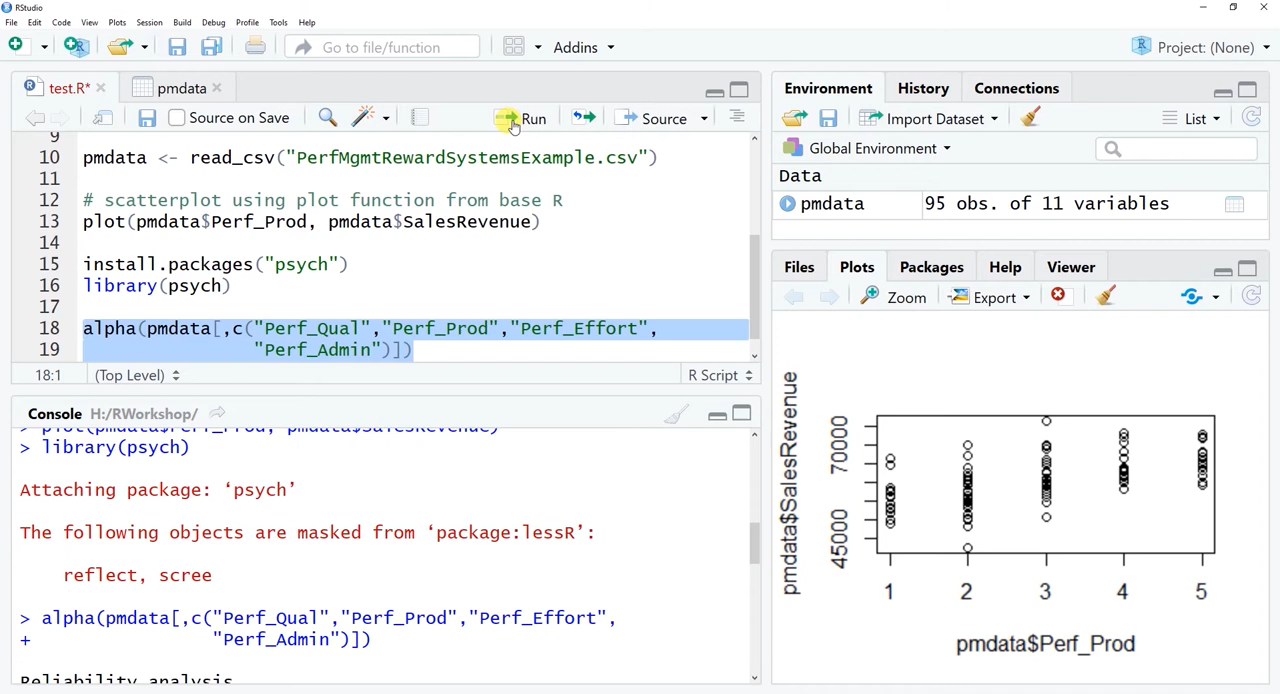 RStudio
File Edit Code View Plots Session Build Debug Profile Tools Help
Go to file/function Addins Project: (None)
test.R* pmdata
Source on Save Run Source
9
10 pmdata <- read_csv("PerfMgmtRewardSystemsExample.csv")
11
12 # scatterplot using plot function from base R
13 plot(pmdata$Perf_Prod, pmdata$SalesRevenue)
14
15 install.packages("psych")
16 library(psych)
17
18 alpha(pmdata[,c("Perf_Qual","Perf_Prod","Perf_Effort",
19 "Perf_Admin")])
18:1 (Top Level) R Script
Console H:/RWorkshop/
> plot(pmdata$Perf_Prod, pmdata$SalesRevenue)
> library(psych)
Attaching package: ‘psych’
The following objects are masked from ‘package:lessR’:
reflect, scree
> alpha(pmdata[,c("Perf_Qual","Perf_Prod","Perf_Effort",
+ "Perf_Admin")])
Reliability analysis
Environment History Connections
Import Dataset List
Global Environment
Data
pmdata 95 obs. of 11 variables
Files Plots Packages Help Viewer
Zoom Export
pmdata$SalesRevenue
70000
45000
1 2 3 4 5
pmdata$Perf_Prod